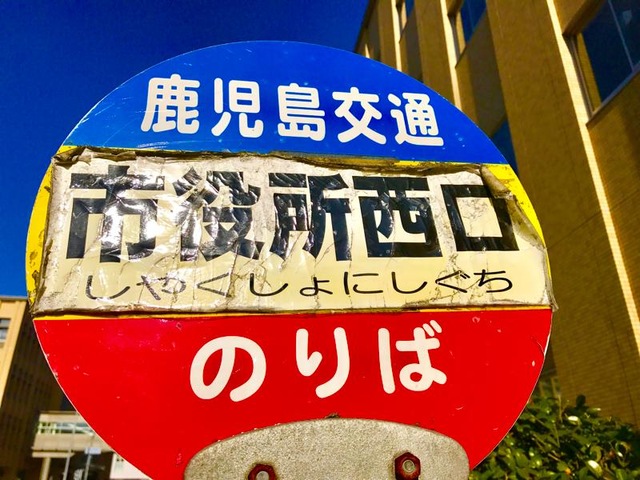 鹿児島交通
市役所西口
しやくしょにしぐち
のりば